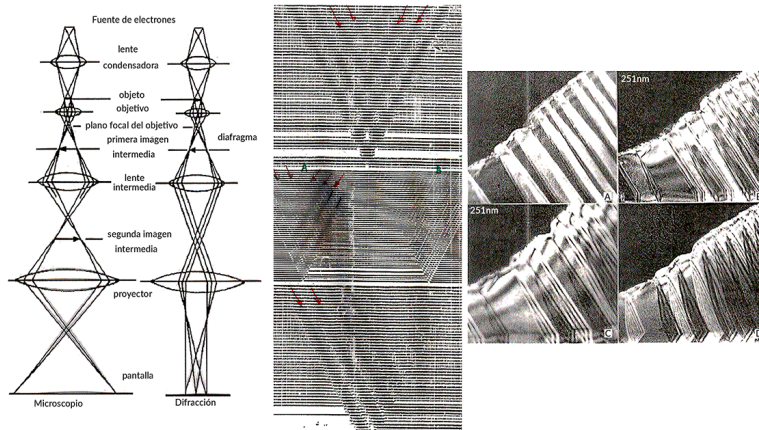 Fuente de electrones
lente
condensadora
objeto
objetivo
plano focal del objetivo
diafragma
primera imagen
intermedia
lente
intermedia
segunda imagen
intermedia
proyector
pantalla
Microscopio
Difracción
A
B
251nm
A
251nm
B
251nm
C
D